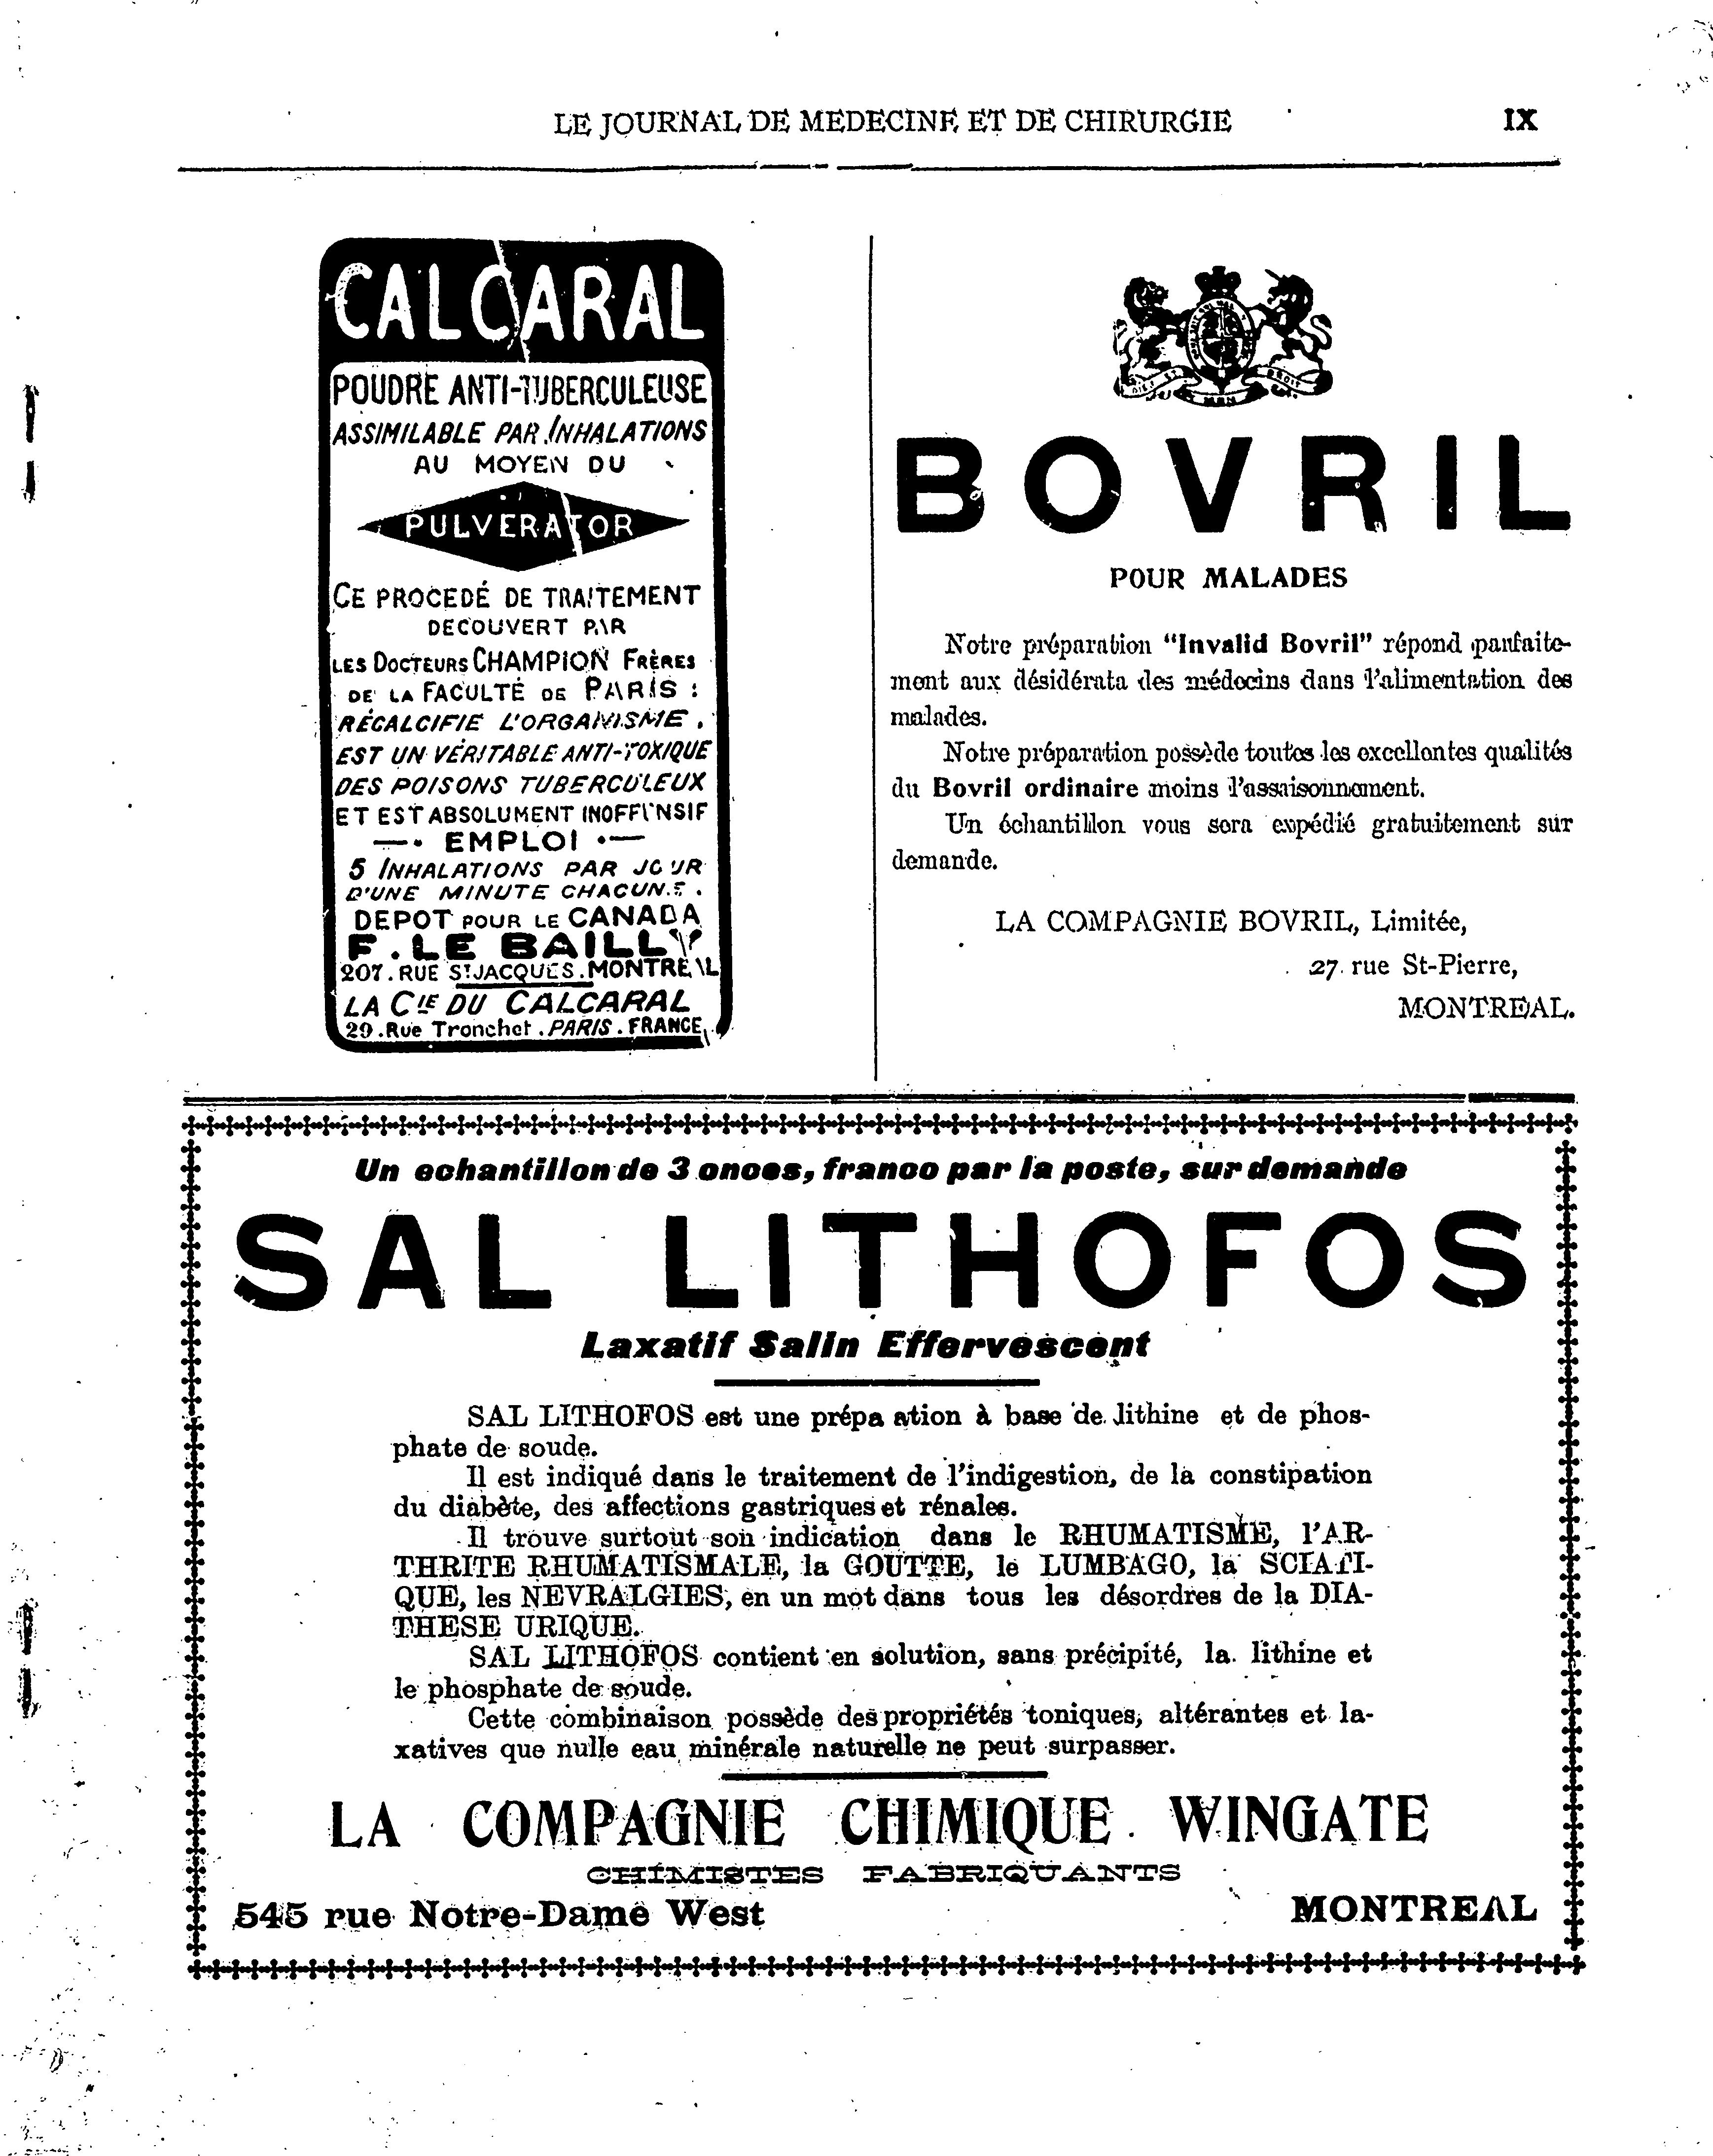 LE JOURNAL DE MEDECINE ET DE CHIRURGIE IX
CALCARAL
POUDRE ANTI-TUBERCULEUSE
ASSIMILABLE PAR INHALATIONS
AU MOYEN DU
PULVERATOR
CE PROCEDÉ DE TRAITEMENT
DECOUVERT PAR
LES DOCTEURS CHAMPION FRÈRES
DE LA FACULTÉ DE PARIS :
RÉCALCIFIE L'ORGANISME.
EST UN VÉRITABLE ANTI-TOXIQUE
DES POISONS TUBERCULEUX
ET EST ABSOLUMENT INOFFENSIF
—• EMPLOI •—
5 INHALATIONS PAR JOUR
D'UNE MINUTE CHACUNE.
DEPOT POUR LE CANADA
F. LE BAILLY
207. RUE ST JACQUES. MONTREAL
LA CIE DU CALCARAL
29. Rue Tronchet. PARIS. FRANCE
DIEU ET MON DROIT
BOVRIL
POUR MALADES
Notre préparation “Invalid Bovril” répond parfaite-
ment aux désidérata des médecins dans l'alimentation des
malades.
Notre préparation possède toutes les excellentes qualités
du Bovril ordinaire moins l'assaisonnement.
Un échantillon vous sera expédié gratuitement sur
demande.
LA COMPAGNIE BOVRIL, Limitée,
27 rue St-Pierre,
MONTREAL.
Un echantillon de 3 onces, franco par la poste, sur demande
SAL LITHOFOS
Laxatif Salin Effervescent
SAL LITHOFOS est une prépa ation à base de lithine et de phos-
phate de soude.
Il est indiqué dans le traitement de l'indigestion, de la constipation
du diabète, des affections gastriques et rénales.
Il trouve surtout son indication dans le RHUMATISME, l'AR-
THRITE RHUMATISMALE, la GOUTTE, le LUMBAGO, la SCIATI-
QUE, les NEVRALGIES, en un mot dans tous les désordres de la DIA-
THESE URIQUE.
SAL LITHOFOS contient en solution, sans précipité, la lithine et
le phosphate de soude.
Cette combinaison possède des propriétés toniques, altérantes et la-
xatives que nulle eau minérale naturelle ne peut surpasser.
LA COMPAGNIE CHIMIQUE WINGATE
CHIMISTES FABRIQUANTS
545 rue Notre-Dame West MONTREAL